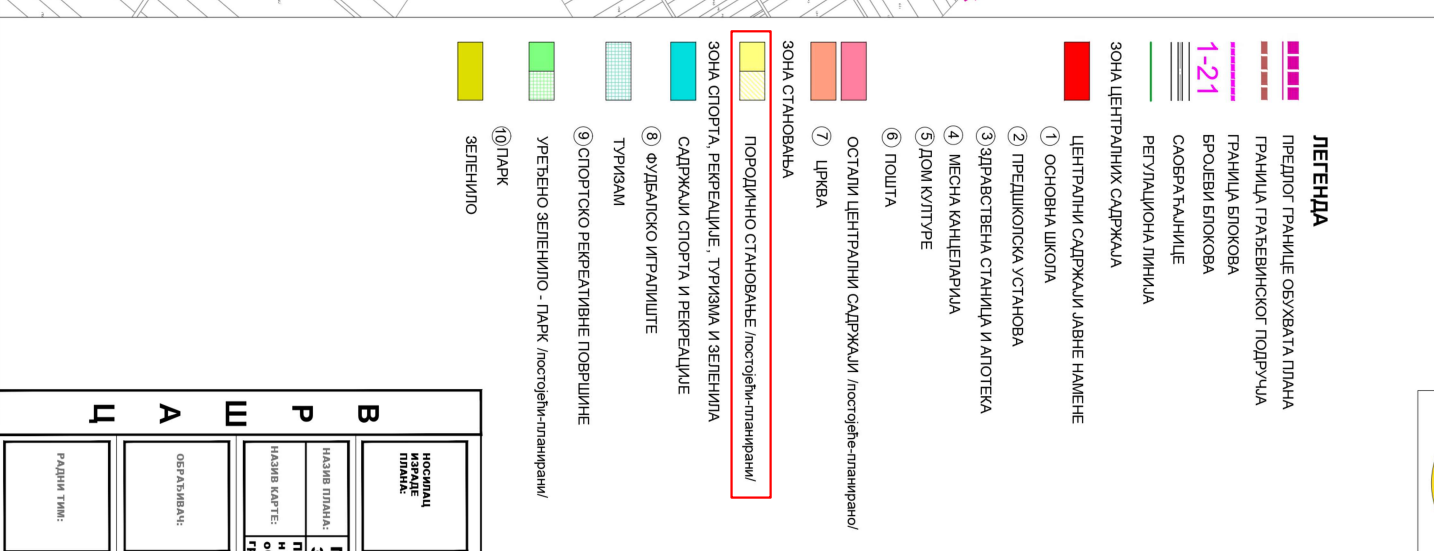 ЛЕГЕНДА
ПРЕДЛОГ ГРАНИЦЕ ОБУХВАТА ПЛАНА
ГРАНИЦА ГРАЂЕВИНСКОГ ПОДРУЧЈА
ГРАНИЦА БЛОКОВА
1-21 БРОЈЕВИ БЛОКОВА
САОБРАЋАЈНИЦЕ
РЕГУЛАЦИОНА ЛИНИЈА
ЗОНА ЦЕНТРАЛНИХ САДРЖАЈА
ЦЕНТРАЛНИ САДРЖАЈИ ЈАВНЕ НАМЕНЕ
1 ОСНОВНА ШКОЛА
2 ПРЕДШКОЛСКА УСТАНОВА
3 ЗДРАВСТВЕНА СТАНИЦА И АПОТЕКА
4 МЕСНА КАНЦЕЛАРИЈА
5 ДОМ КУЛТУРЕ
6 ПОШТА
ОСТАЛИ ЦЕНТРАЛНИ САДРЖАЈИ /постојеће-планирано/
7 ЦРКВА
ЗОНА СТАНОВАЊА
ПОРОДИЧНО СТАНОВАЊЕ /постојећи-планирани/
ЗОНА СПОРТА, РЕКРЕАЦИЈЕ, ТУРИЗМА И ЗЕЛЕНИЛА
САДРЖАЈИ СПОРТА И РЕКРЕАЦИЈЕ
8 ФУДБАЛСКО ИГРАЛИШТЕ
ТУРИЗАМ
9 СПОРТСКО РЕКРЕАТИВНЕ ПОВРШИНЕ
УРЕЂЕНО ЗЕЛЕНИЛО - ПАРК /постојећи-планирани/
10 ПАРК
ЗЕЛЕНИЛО
ВРШАЦ
НОСИЛАЦ
ИЗРАДЕ
ПЛАНА:
НАЗИВ ПЛАНА:
НАЗИВ КАРТЕ:
ОБРАЂИВАЧ:
РАДНИ ТИМ: